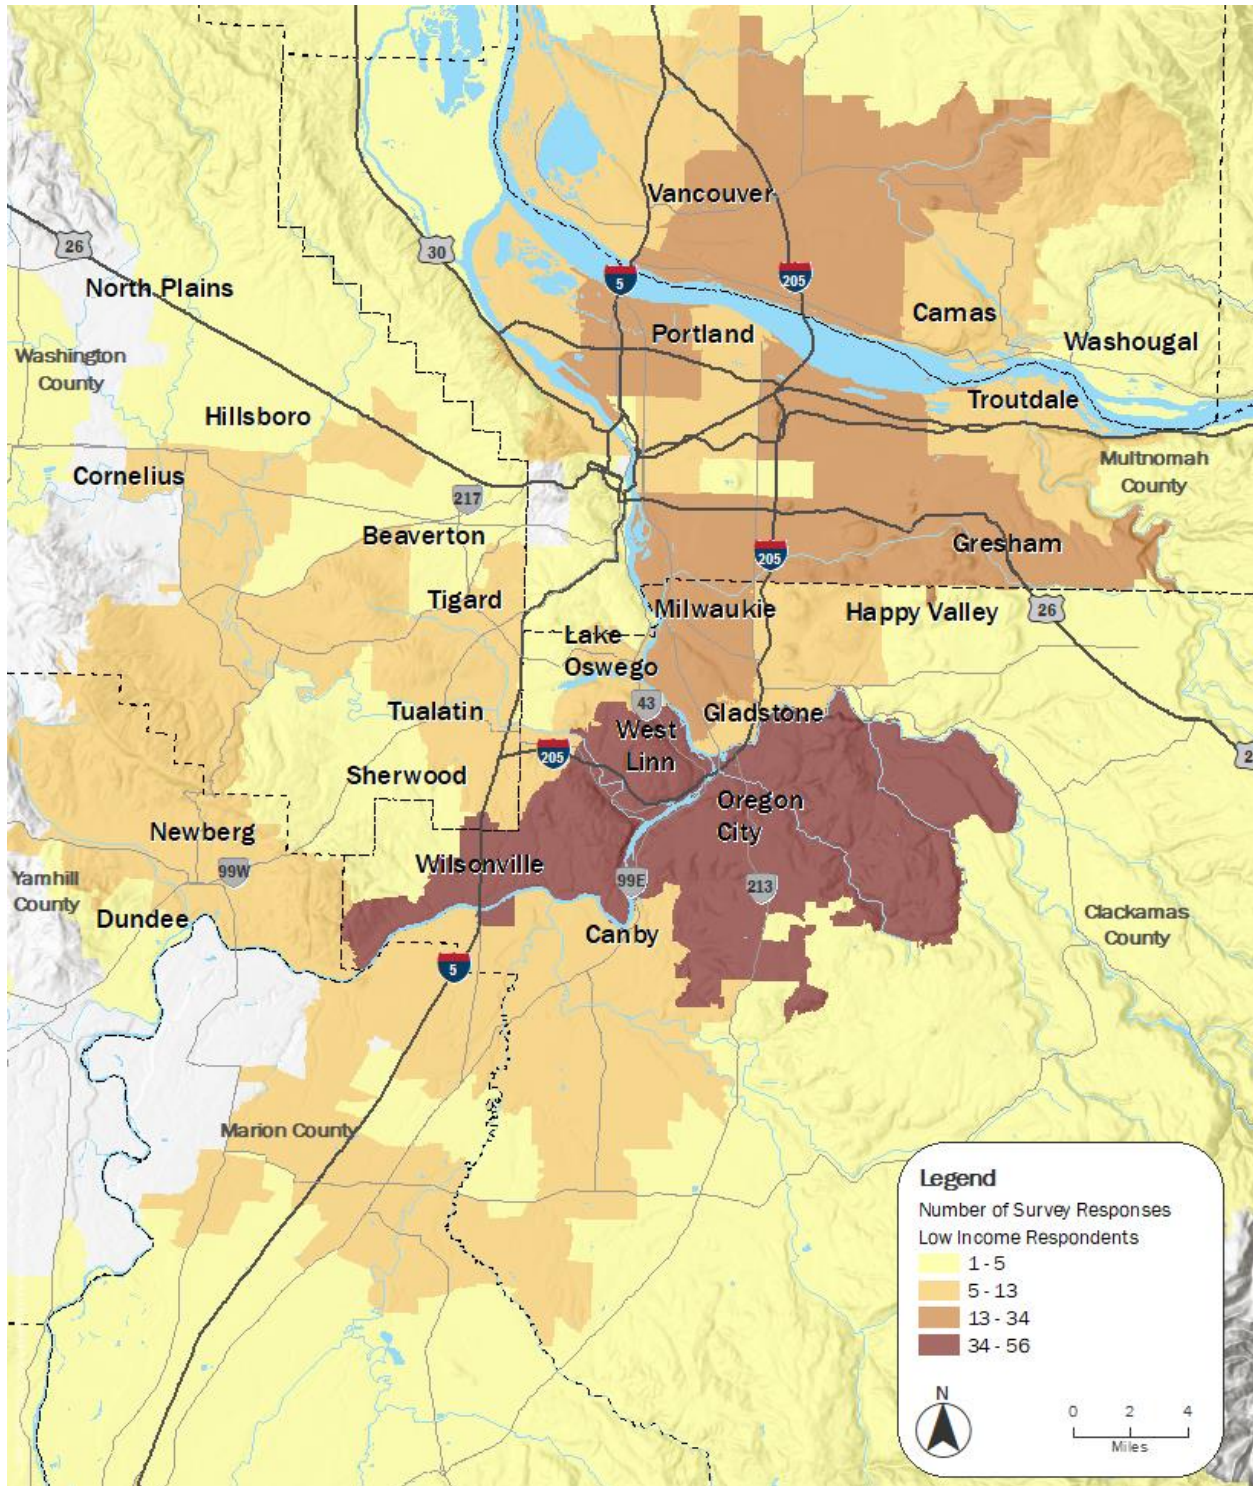 Vancouver
26
30
North Plains
5
205
Camas
Portland
Washougal
Washington
County
Troutdale
Hillsboro
Multnomah
County
Cornelius
217
Beaverton
Gresham
205
Tigard
Milwaukie
Happy Valley
26
Lake
Oswego
43
Tualatin
Gladstone
West
Linn
205
2
Sherwood
Oregon
City
Newberg
Wilsonville
99W
99E
213
Yamhill
County
Dundee
Clackamas
County
Canby
5
Marion County
Legend
Number of Survey Responses
Low Income Respondents
1 - 5
5 - 13
13 - 34
34 - 56
N
0 2 4
Miles